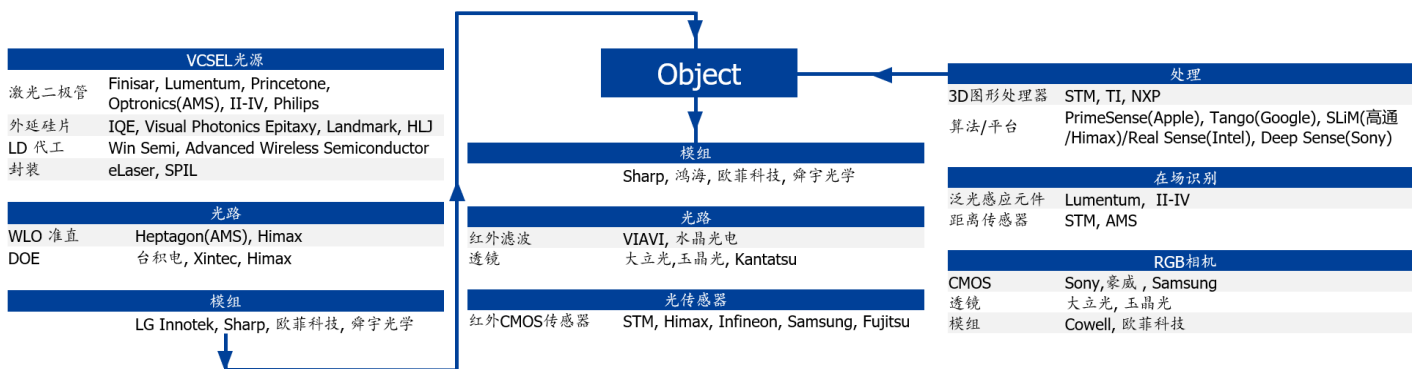 VCSEL光源
激光二极管 Finisar, Lumentum, Princetone,
Optronics(AMS), II-IV, Philips
外延硅片 IQE, Visual Photonics Epitaxy, Landmark, HLJ
LD 代工 Win Semi, Advanced Wireless Semiconductor
封装 eLaser, SPIL
光路
WLO 准直 Heptagon(AMS), Himax
DOE 台积电, Xintec, Himax
模组
LG Innotek, Sharp, 欧菲科技, 舜宇光学
Object
模组
Sharp, 鸿海, 欧菲科技, 舜宇光学
光路
红外滤波 VIAVI, 水晶光电
透镜 大立光,玉晶光, Kantatsu
光传感器
红外CMOS传感器 STM, Himax, Infineon, Samsung, Fujitsu
处理
3D图形处理器 STM, TI, NXP
算法/平台 PrimeSense(Apple), Tango(Google), SLiM(高通
/Himax)/Real Sense(Intel), Deep Sense(Sony)
在场识别
泛光感应元件 Lumentum, II-IV
距离传感器 STM, AMS
RGB相机
CMOS Sony,豪威 , Samsung
透镜 大立光, 玉晶光
模组 Cowell, 欧菲科技